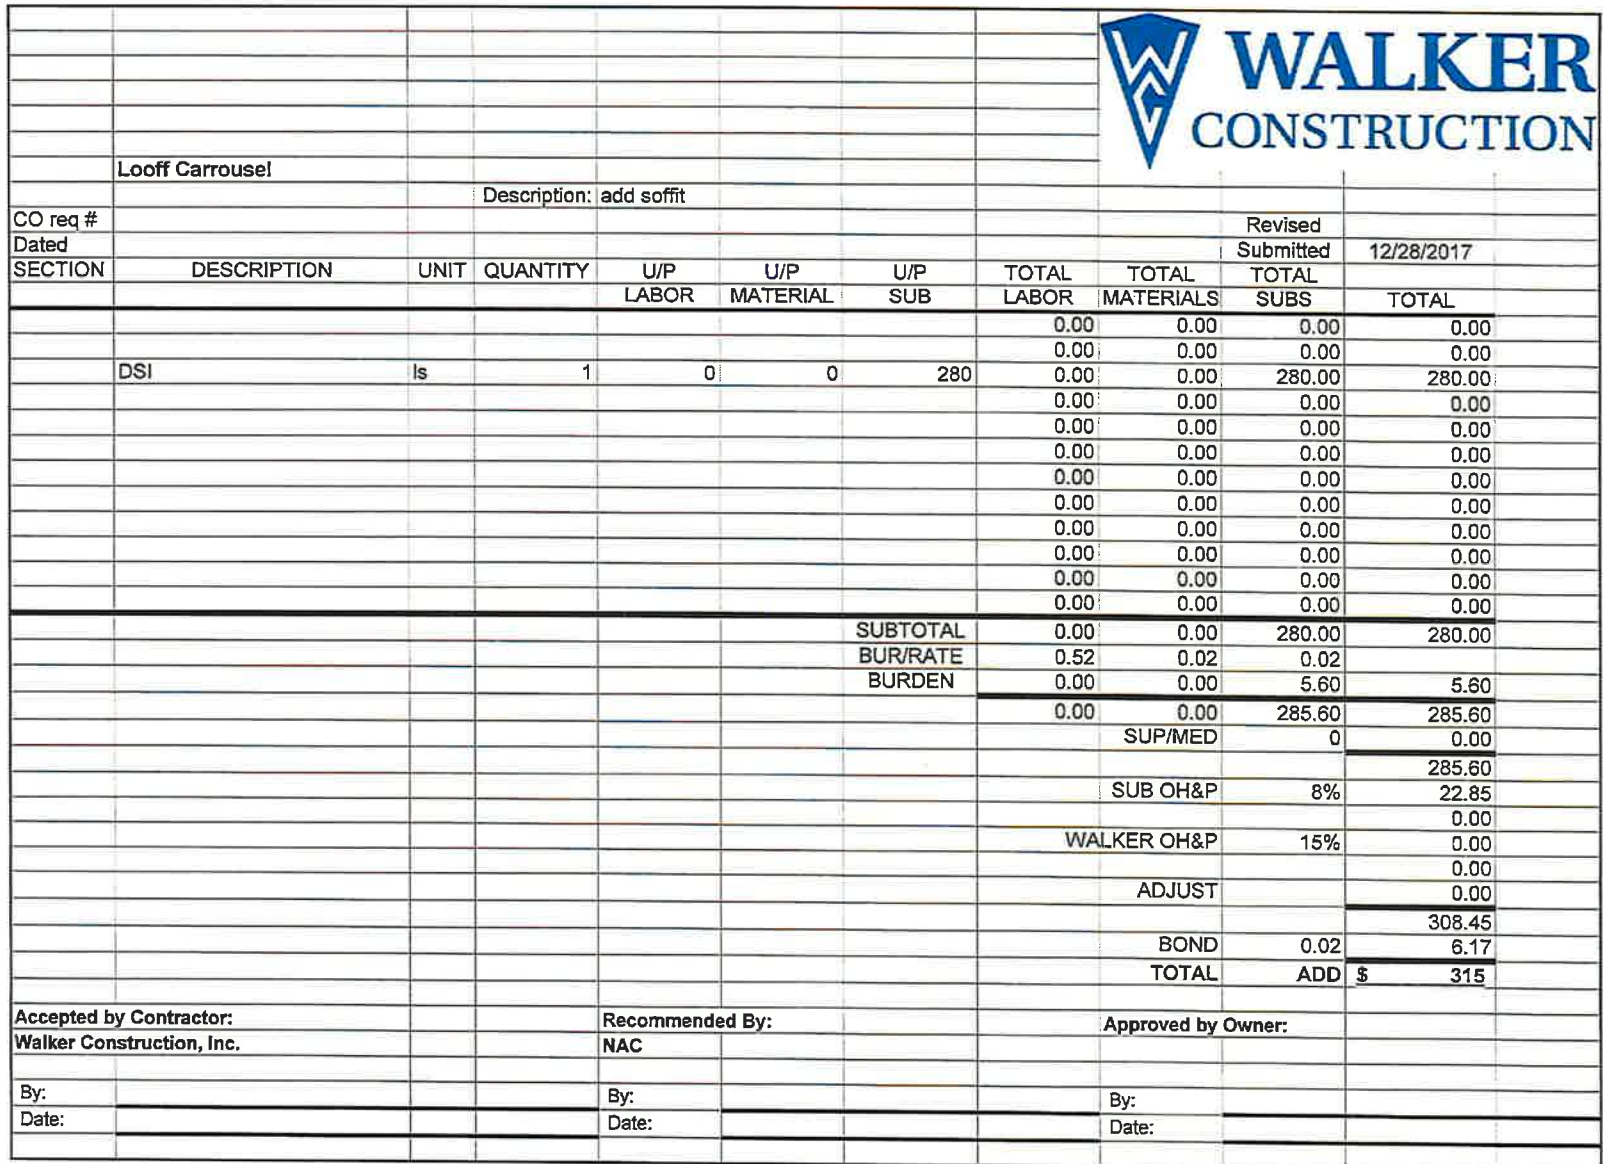 WALKER
CONSTRUCTION
Looff Carrousel
Description: add soffit
CO req # Revised
Dated Submitted 12/28/2017
SECTION DESCRIPTION UNIT QUANTITY U/P U/P U/P TOTAL TOTAL TOTAL
LABOR MATERIAL SUB LABOR MATERIALS SUBS TOTAL
0.00 0.00 0.00 0.00
0.00 0.00 0.00 0.00
DSI ls 1 0 0 280 0.00 0.00 280.00 280.00
0.00 0.00 0.00 0.00
0.00 0.00 0.00 0.00
0.00 0.00 0.00 0.00
0.00 0.00 0.00 0.00
0.00 0.00 0.00 0.00
0.00 0.00 0.00 0.00
0.00 0.00 0.00 0.00
0.00 0.00 0.00 0.00
0.00 0.00 0.00 0.00
SUBTOTAL 0.00 0.00 280.00 280.00
BUR/RATE 0.52 0.02 0.02
BURDEN 0.00 0.00 5.60 5.60
0.00 0.00 285.60 285.60
SUP/MED 0 0.00
285.60
SUB OH&P 8% 22.85
0.00
WALKER OH&P 15% 0.00
0.00
ADJUST 0.00
308.45
BOND 0.02 6.17
TOTAL ADD $ 315
Accepted by Contractor: Recommended By: Approved by Owner:
Walker Construction, Inc. NAC
By: By: By:
Date: Date: Date: